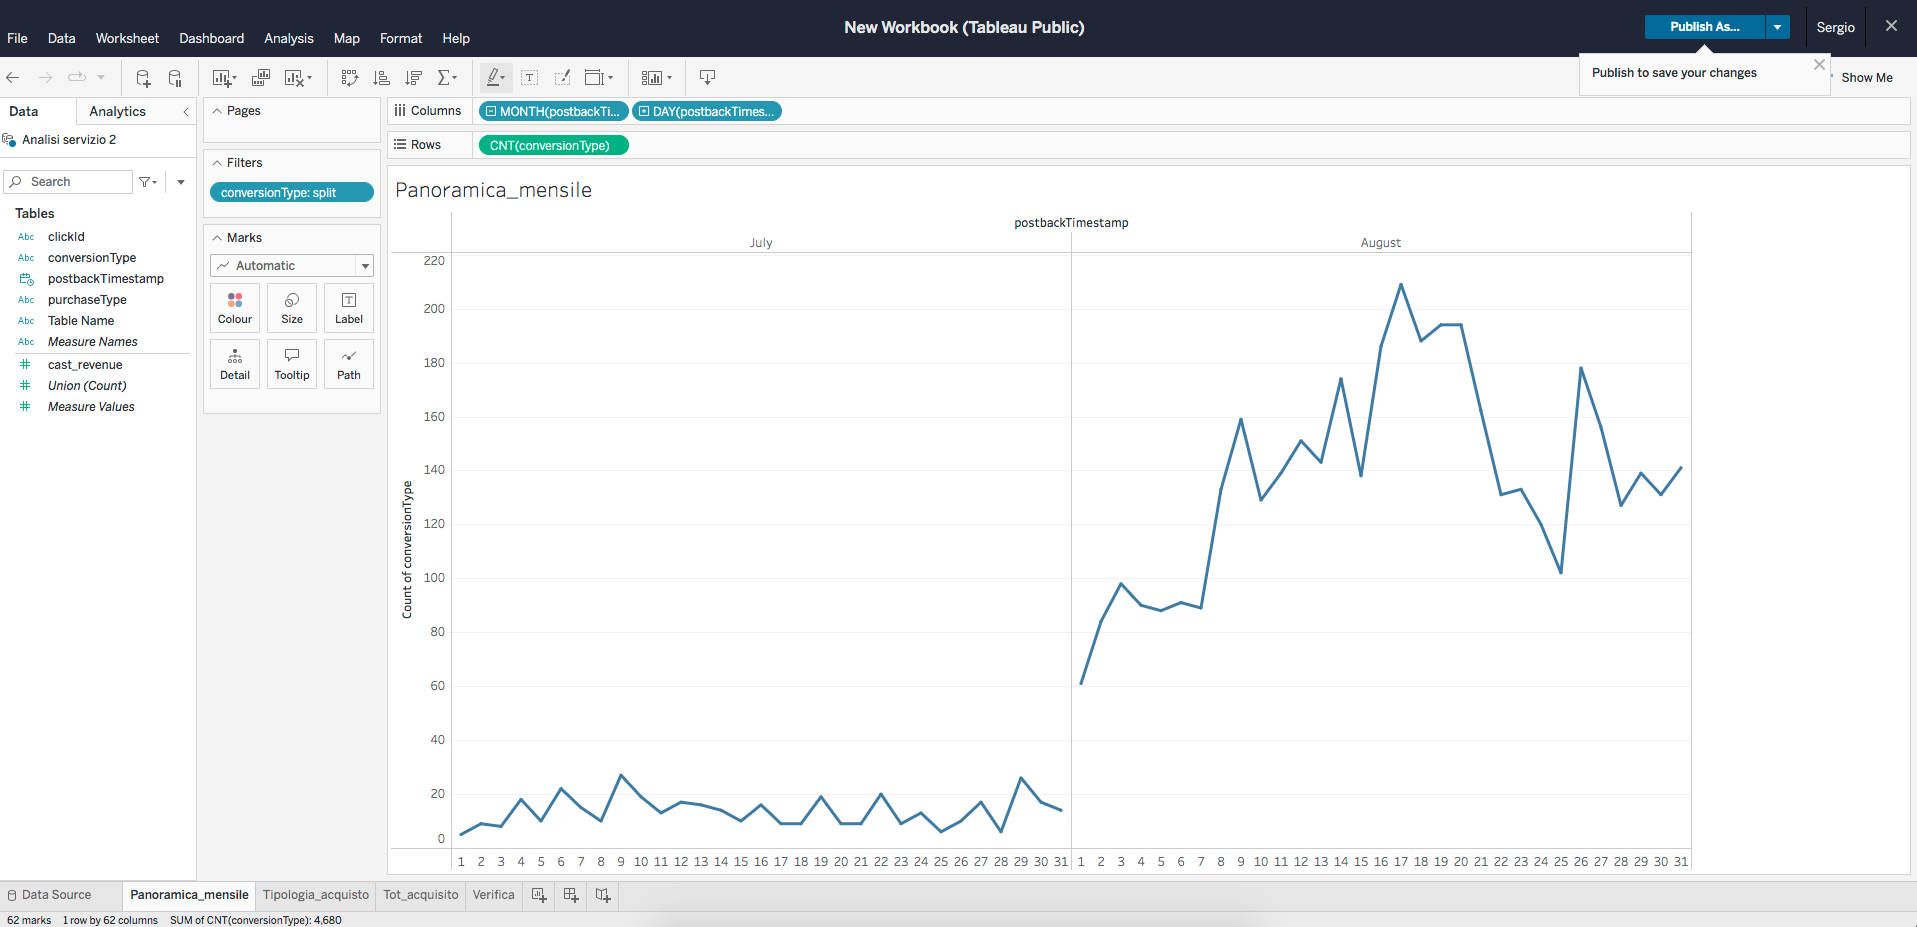 New Workbook (Tableau Public)
Publish As...
Sergio
File Data Worksheet Dashboard Analysis Map Format Help
Publish to save your changes
Show Me
Data Analytics
Pages
Columns
MONTH(postbackTi...
DAY(postbackTimes...
Analisi servizio 2
Rows
CNT(conversionType)
Filters
Search
conversionType: split
Panoramica_mensile
Tables
Abc clickId
Abc conversionType
postbackTimestamp
Abc purchaseType
Abc Table Name
Abc Measure Names
cast_revenue
Union (Count)
Measure Values
Marks
Automatic
Colour Size Label
Detail Tooltip Path
postbackTimestamp
July August
220
200
180
160
140
120
100
80
60
40
20
0
Count of conversionType
1 2 3 4 5 6 7 8 9 10 11 12 13 14 15 16 17 18 19 20 21 22 23 24 25 26 27 28 29 30 31 1 2 3 4 5 6 7 8 9 10 11 12 13 14 15 16 17 18 19 20 21 22 23 24 25 26 27 28 29 30 31
Data Source Panoramica_mensile Tipologia_acquisto Tot_acquisito Verifica
62 marks 1 row by 62 columns SUM of CNT(conversionType): 4,680